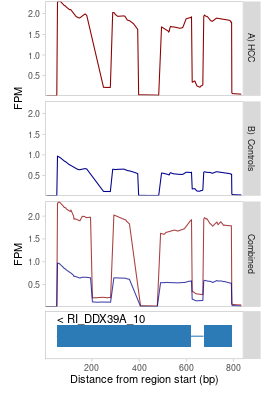 2.0
1.5
1.0
0.5
FPM
A) HCC
2.0
1.5
1.0
0.5
B) Controls
2.0
1.5
1.0
0.5
FPM
Combined
< RI_DDX39A_10
200
400
600
800
Distance from region start (bp)